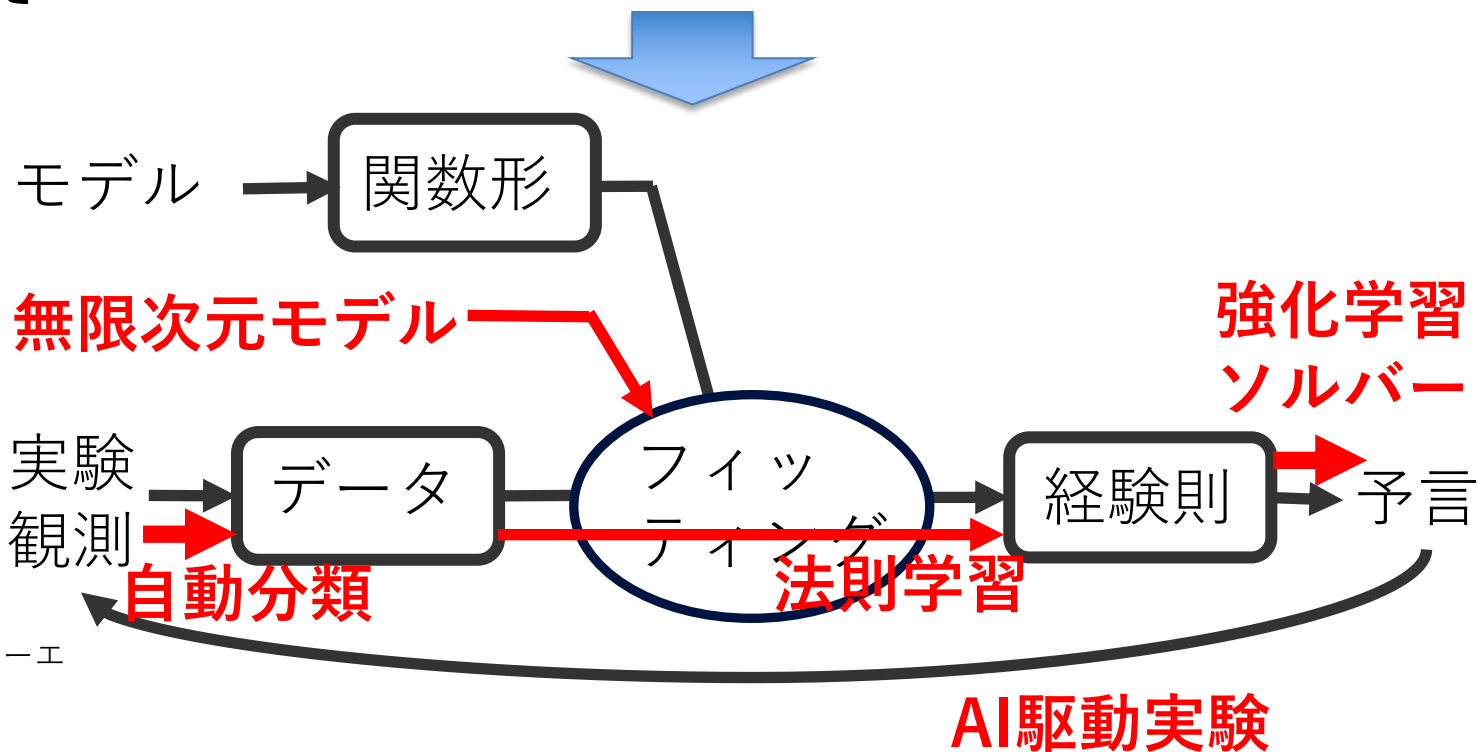 モデル
関数形
無限次元モデル
強化学習
ソルバー
実験
観測
データ
フィッ
ティング
経験則
予言
自動分類
法則学習
ーエ
AI駆動実験